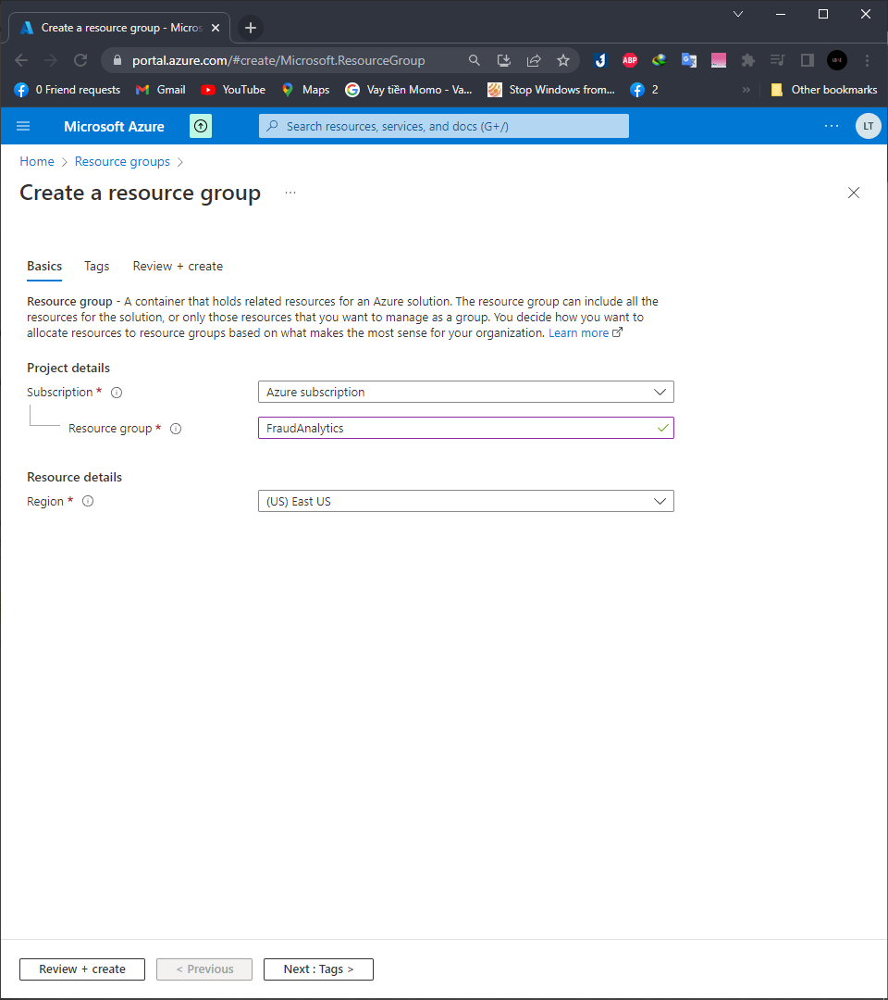 Create a resource group - Micros
portal.azure.com/#create/Microsoft.ResourceGroup
ABP
0 Friend requests
Gmail
YouTube
Maps
G
Vay tiền Momo - Va...
Stop Windows from...
2
»
Other bookmarks
Microsoft Azure
Search resources, services, and docs (G+/)
...
LT
Home > Resource groups >
Create a resource group ...
Basics Tags Review + create
Resource group - A container that holds related resources for an Azure solution. The resource group can include all the
resources for the solution, or only those resources that you want to manage as a group. You decide how you want to
allocate resources to resource groups based on what makes the most sense for your organization. Learn more
Project details
Subscription *
Azure subscription
Resource group *
FraudAnalytics
Resource details
Region *
(US) East US
Review + create
< Previous
Next : Tags >